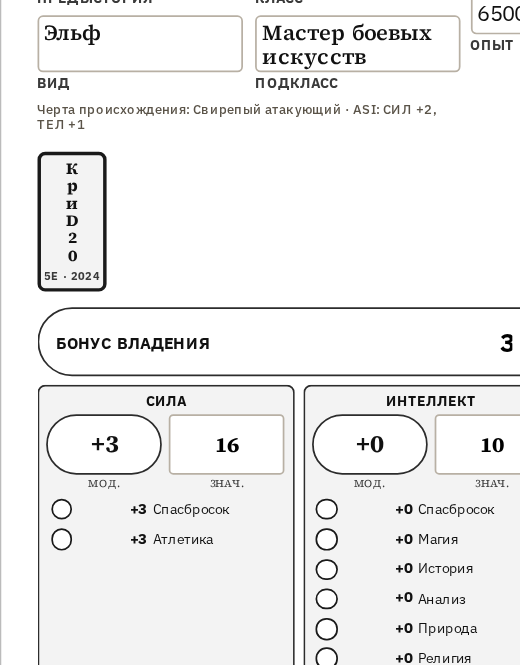 ПРЕДЫСТОРИЯ
КЛАСС
6500
ОПЫТ
Эльф
Мастер боевых
искусств
ВИД
ПОДКЛАСС
Черта происхождения: Свирепый атакующий · ASI: СИЛ +2,
ТЕЛ +1
К
р
и
D
2
0
5E · 2024
БОНУС ВЛАДЕНИЯ
3
СИЛА
ИНТЕЛЛЕКТ
+3
16
+0
10
МОД.
ЗНАЧ.
МОД.
ЗНАЧ.
+3 Спасбросок
+3 Атлетика
+0 Спасбросок
+0 Магия
+0 История
+0 Анализ
+0 Природа
+0 Религия